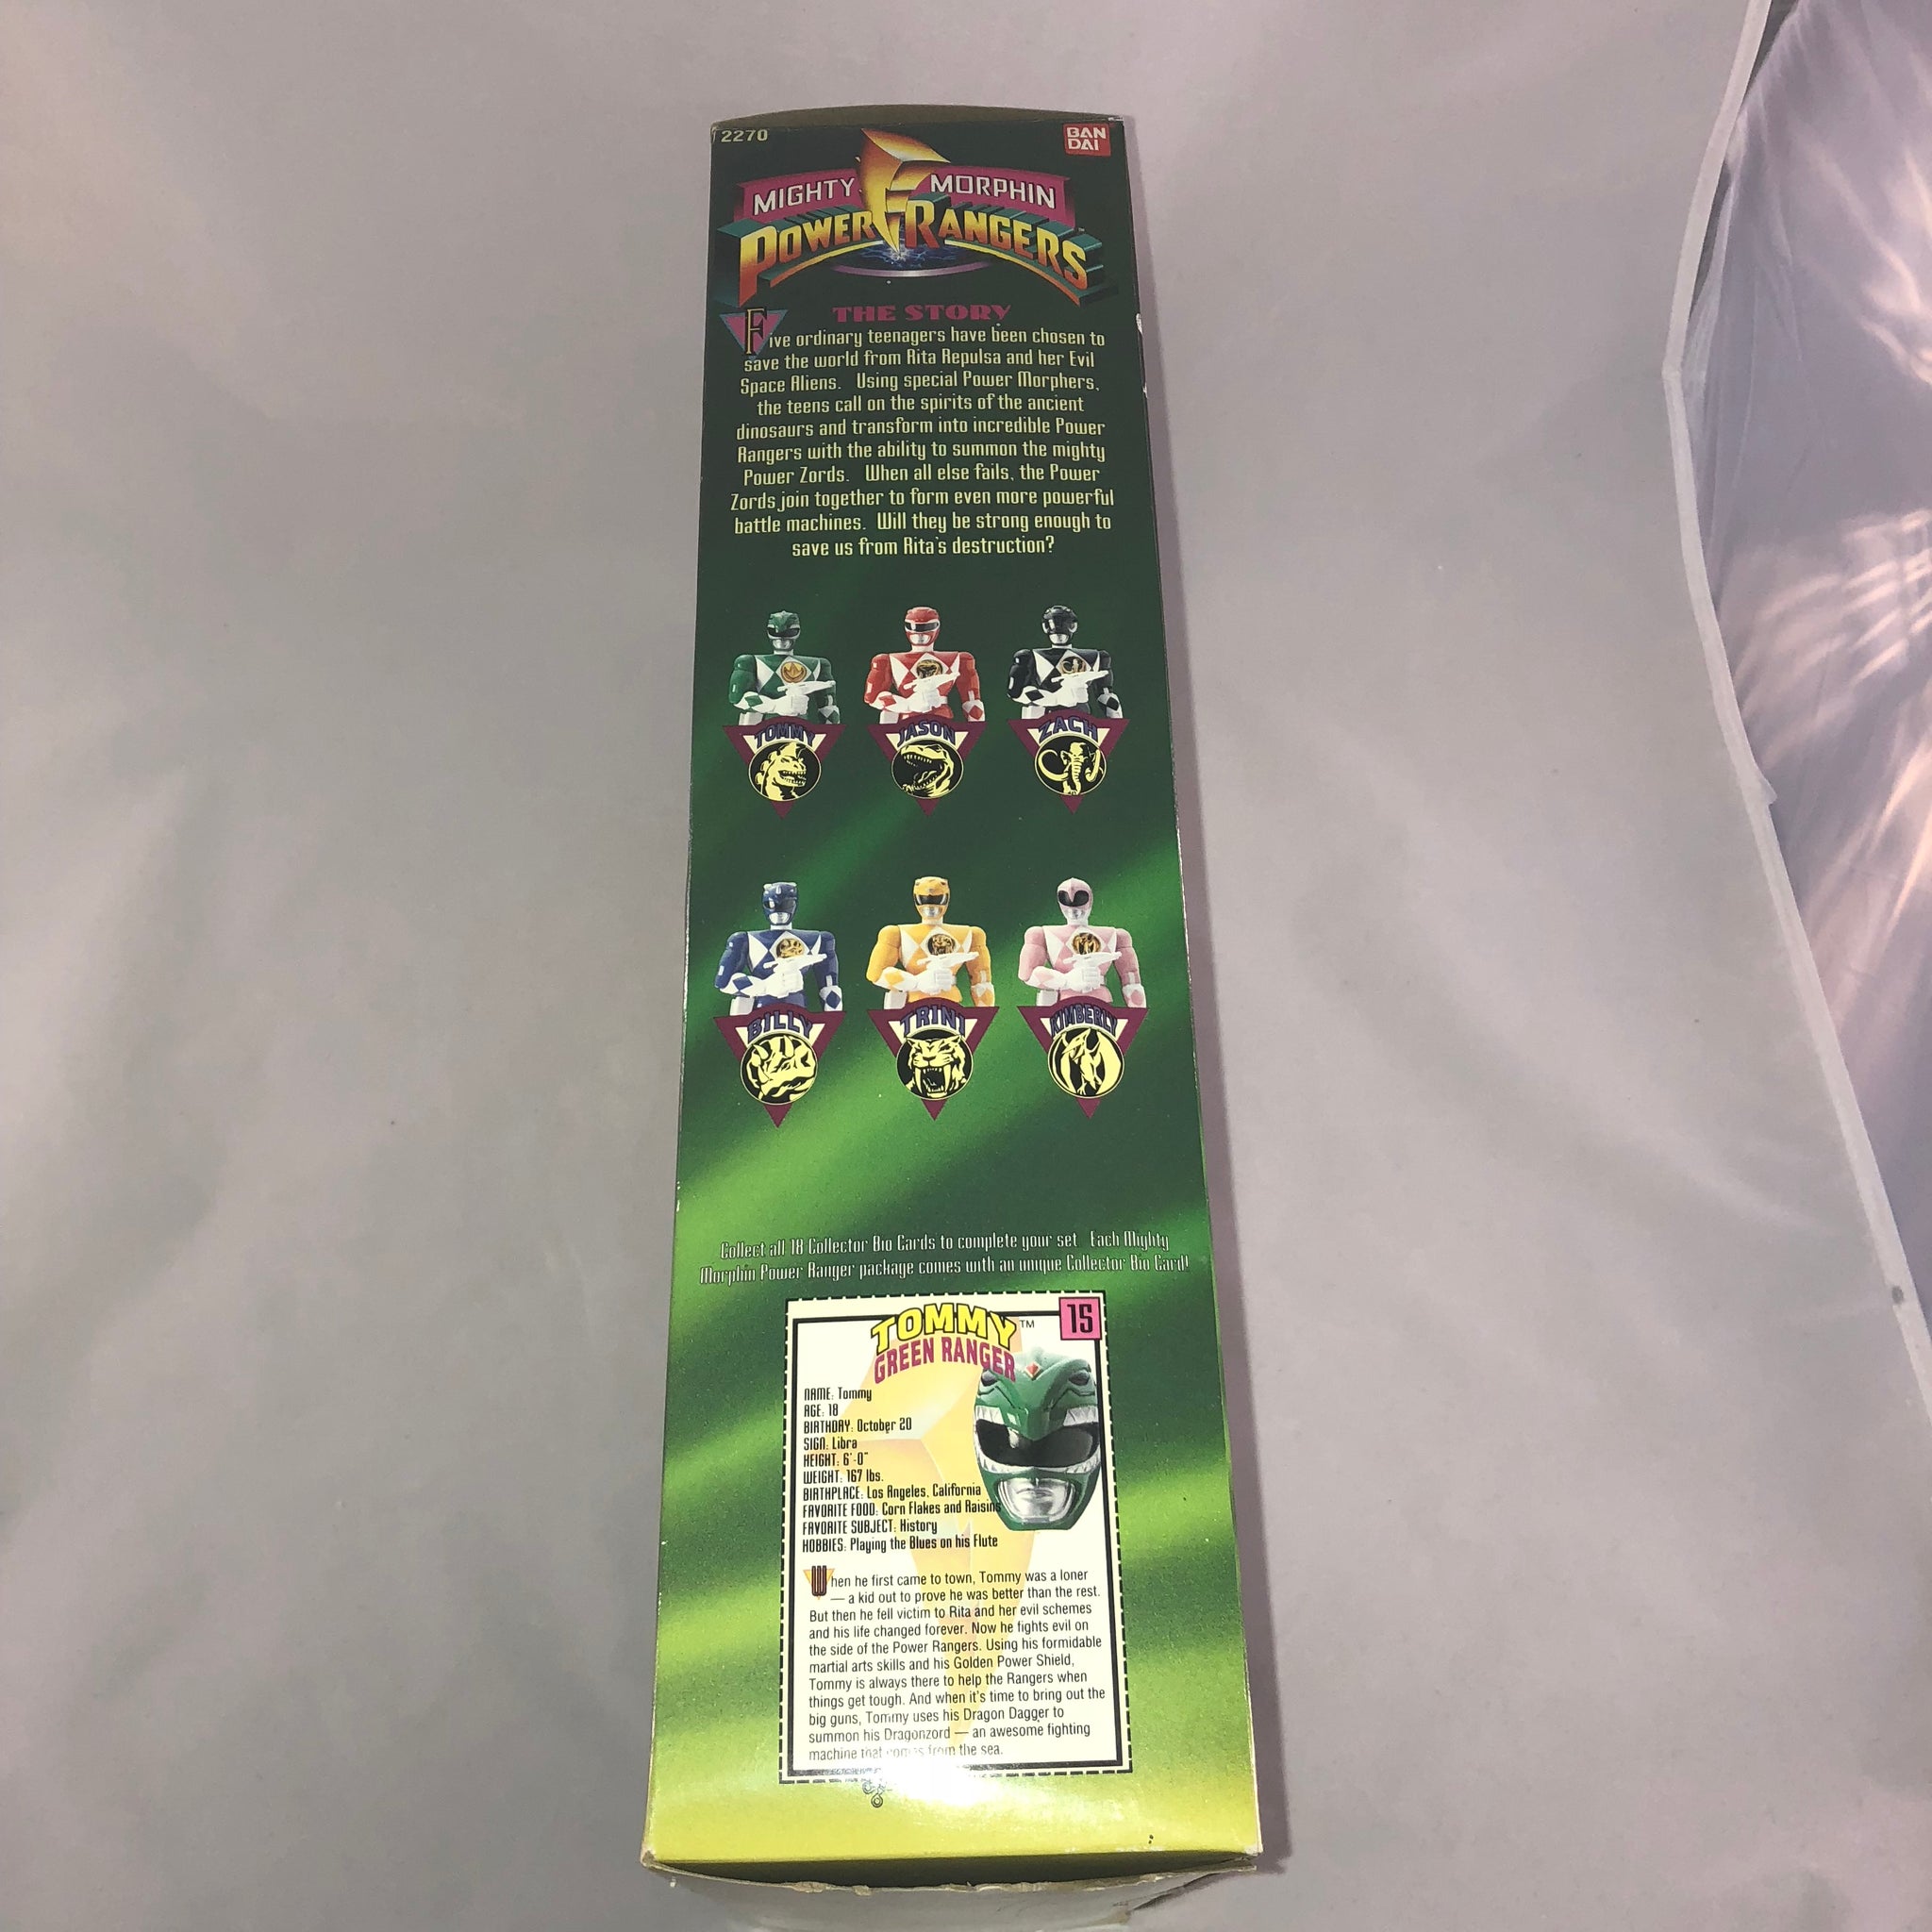 2270
BAN
DAI
MIGHTY MORPHIN
POWER RANGERS
THE STORY
Five ordinary teenagers have been chosen to
save the world from Rita Repulsa and her Evil
Space Aliens. Using special Power Morphers,
the teens call on the spirits of the ancient
dinosaurs and transform into incredible Power
Rangers with the ability to summon the mighty
Power Zords. When all else fails, the Power
Zords join together to form even more powerful
battle machines. Will they be strong enough to
save us from Rita's destruction?
TOMMY JASON ZACH
BILLY TRINI KIMBERLY
Collect all 18 Collector Bio Cards to complete your set. Each Mighty
Morphin Power Ranger package comes with an unique Collector Bio Card!
TOMMY™ 15
GREEN RANGER
NAME: Tommy
AGE: 18
BIRTHDAY: October 20
SIGN: Libra
HEIGHT: 6'-0"
WEIGHT: 167 lbs.
BIRTHPLACE: Los Angeles, California
FAVORITE FOOD: Corn Flakes and Raisins
FAVORITE SUBJECT: History
HOBBIES: Playing the Blues on his Flute
When he first came to town, Tommy was a loner
— a kid out to prove he was better than the rest.
But then he fell victim to Rita and her evil schemes
and his life changed forever. Now he fights evil on
the side of the Power Rangers. Using his formidable
martial arts skills and his Golden Power Shield,
Tommy is always there to help the Rangers when
things get tough. And when it's time to bring out the
big guns, Tommy uses his Dragon Dagger to
summon his Dragonzord — an awesome fighting
machine that comes from the sea.